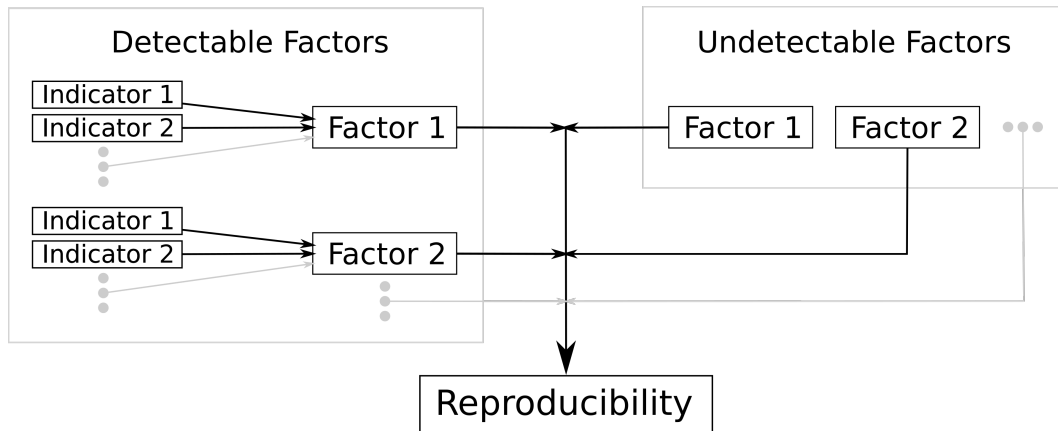 Detectable Factors
Indicator 1
Indicator 2
Factor 1
Indicator 1
Indicator 2
Factor 2
Undetectable Factors
Factor 1
Factor 2
Reproducibility